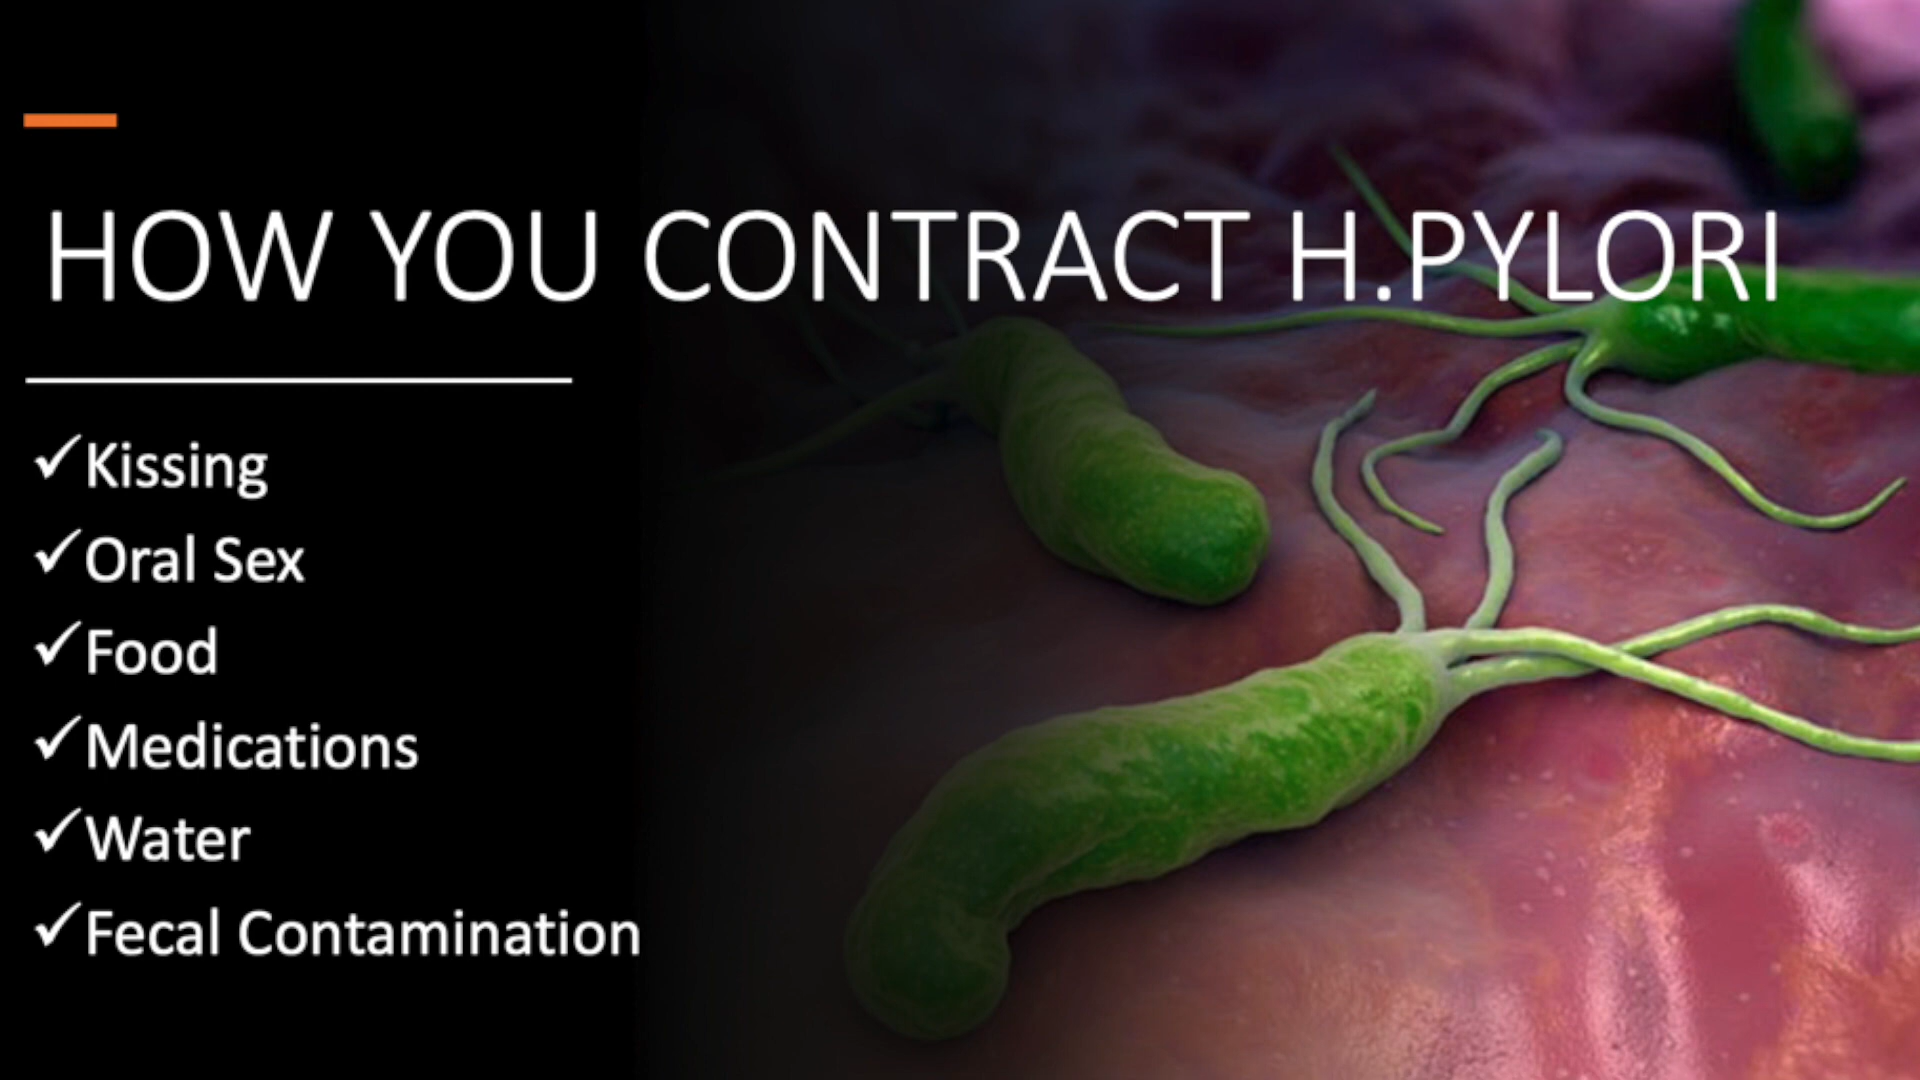 HOW YOU CONTRACT H.PYLORI
✓Kissing
✓Oral Sex
✓Food
✓Medications
✓Water
✓Fecal Contamination